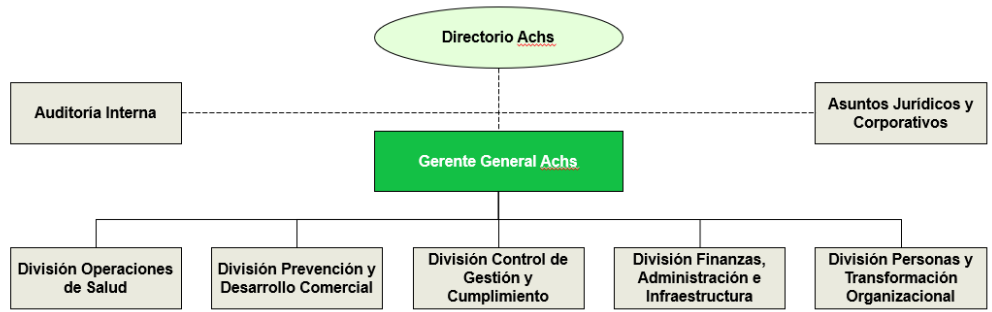 Directorio Achs
Auditoría Interna
Asuntos Jurídicos y
Corporativos
Gerente General Achs
División Operaciones
de Salud
División Prevención y
Desarrollo Comercial
División Control de
Gestión y
Cumplimiento
División Finanzas,
Administración e
Infraestructura
División Personas y
Transformación
Organizacional